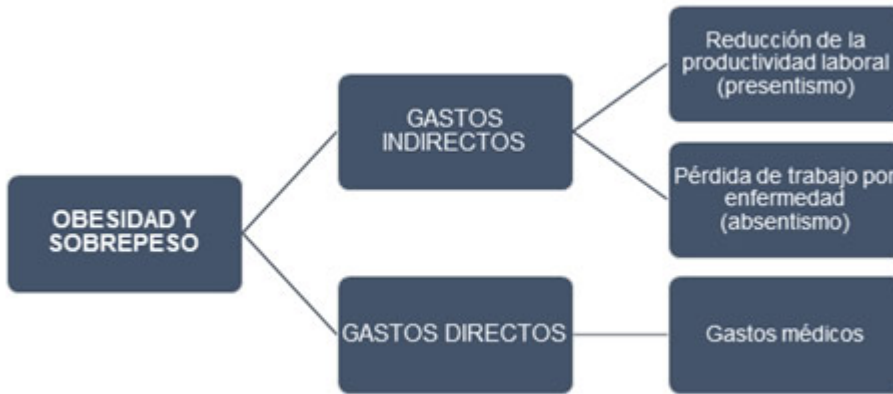 OBESIDAD Y
SOBREPESO
GASTOS
INDIRECTOS
Reducción de la
productividad laboral
(presentismo)
Pérdida de trabajo por
enfermedad
(absentismo)
GASTOS DIRECTOS
Gastos médicos